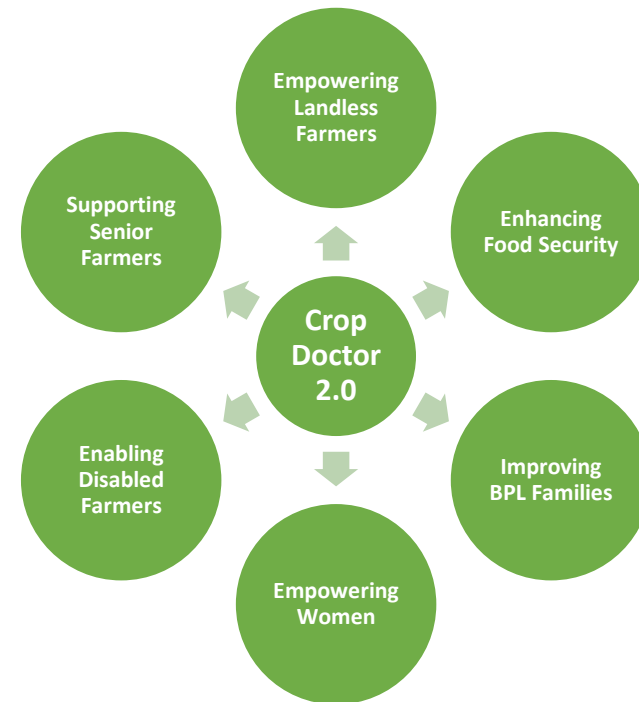 Empowering
Landless
Farmers
Supporting
Senior
Farmers
Enhancing
Food Security
Crop
Doctor
2.0
Enabling
Disabled
Farmers
Improving
BPL Families
Empowering
Women